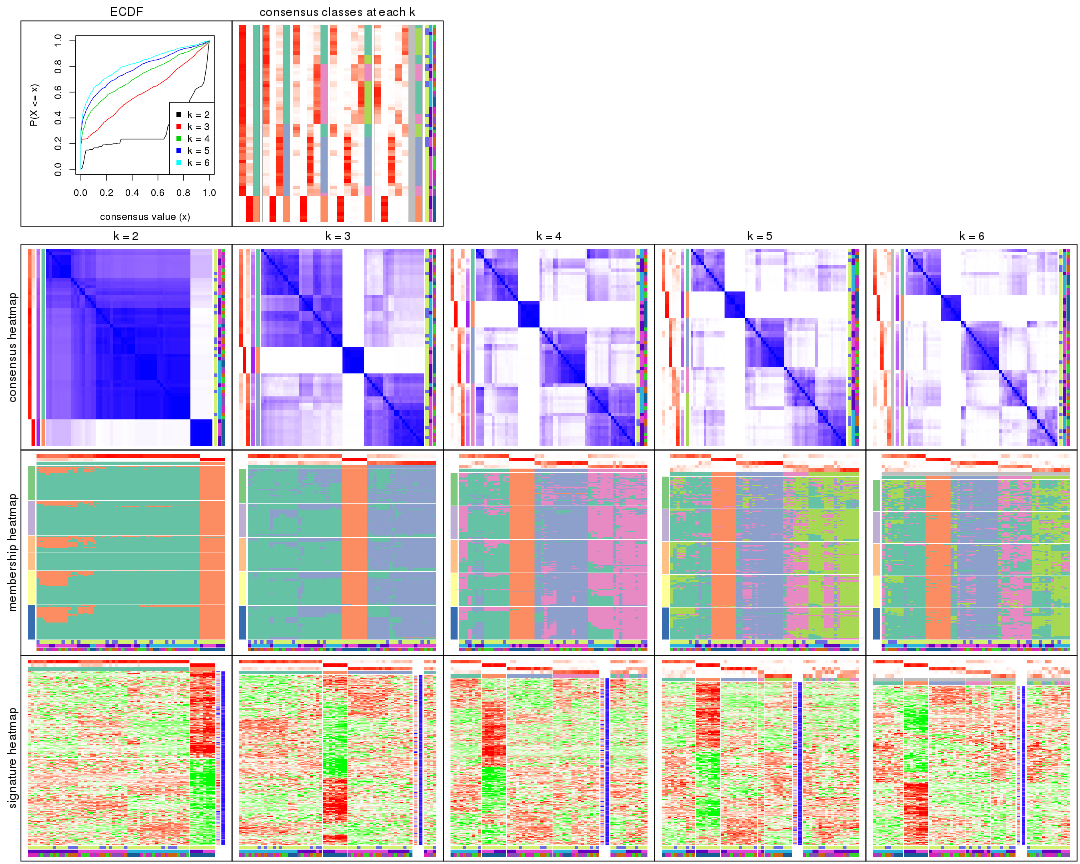 ECDF
consensus classes at each k
P(X <= x)
0.0
0.2
0.4
0.6
0.8
1.0
k = 2
k = 3
k = 4
k = 5
k = 6
0.0 0.2 0.4 0.6 0.8 1.0
consensus value (x)
k = 2
k = 3
k = 4
k = 5
k = 6
consensus heatmap
membership heatmap
signature heatmap